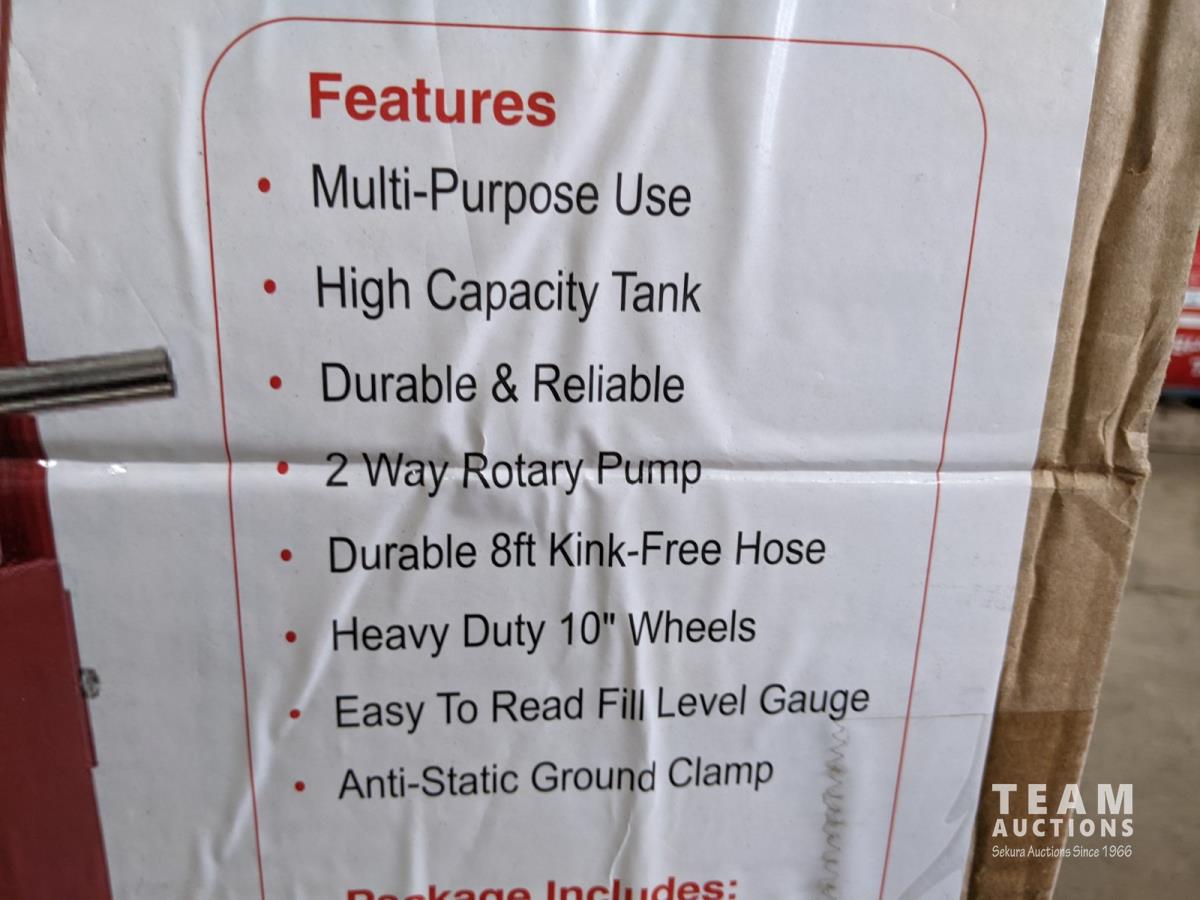 Features
• Multi-Purpose Use
• High Capacity Tank
• Durable & Reliable
• 2 Way Rotary Pump
• Durable 8ft Kink-Free Hose
• Heavy Duty 10" Wheels
• Easy To Read Fill Level Gauge
• Anti-Static Ground Clamp
Package Includes:
TEAM
AUCTIONS
Sekura Auctions Since 1966